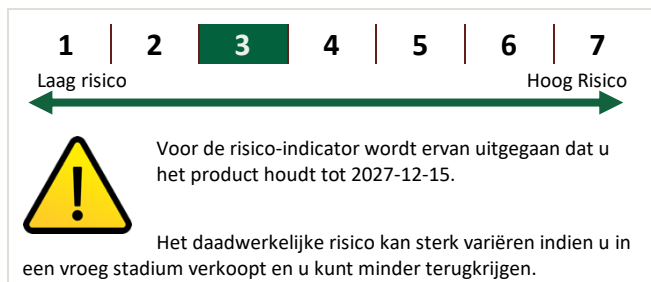 1 2 3 4 5 6 7
Laag risico Hoog Risico
Voor de risico-indicator wordt ervan uitgegaan dat u
het product houdt tot 2027-12-15.
Het daadwerkelijke risico kan sterk variëren indien u in
een vroeg stadium verkoopt en u kunt minder terugkrijgen.